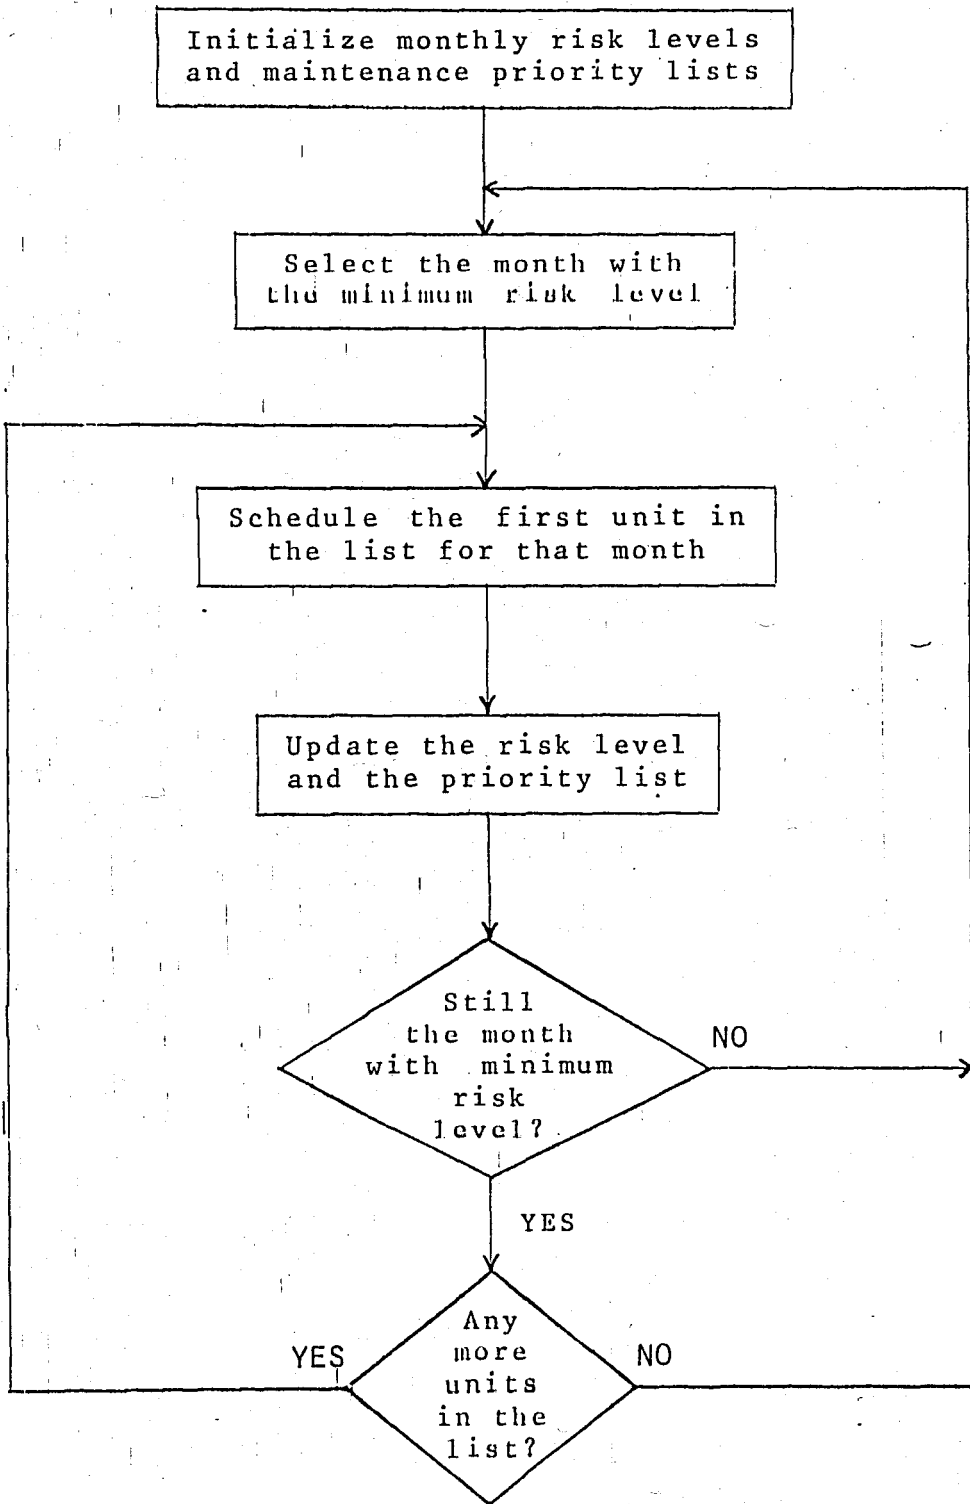 Initialize monthly risk levels
and maintenance priority lists
Select the month with
the minimum risk level
Schedule the first unit in
the list for that month
Update the risk level
and the priority list
Still
the month
with minimum
risk
level?
NO
YES
Any
more
units
in the
list?
YES
NO